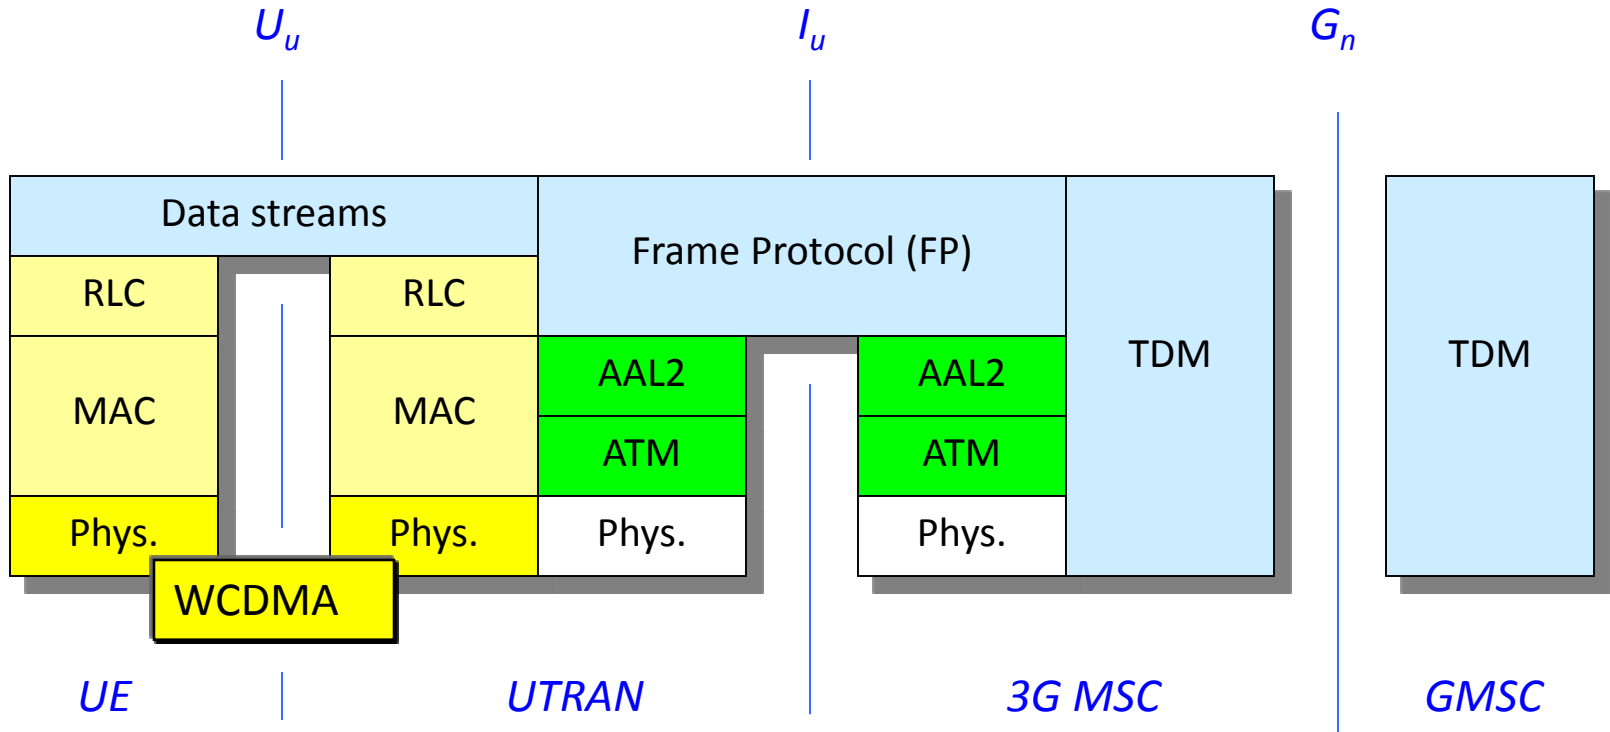 Uu
Iu
Gn
Data streams
Frame Protocol (FP)
RLC
RLC
TDM
TDM
AAL2
AAL2
MAC
MAC
ATM
ATM
Phys.
Phys.
Phys.
Phys.
WCDMA
UE
UTRAN
3G MSC
GMSC